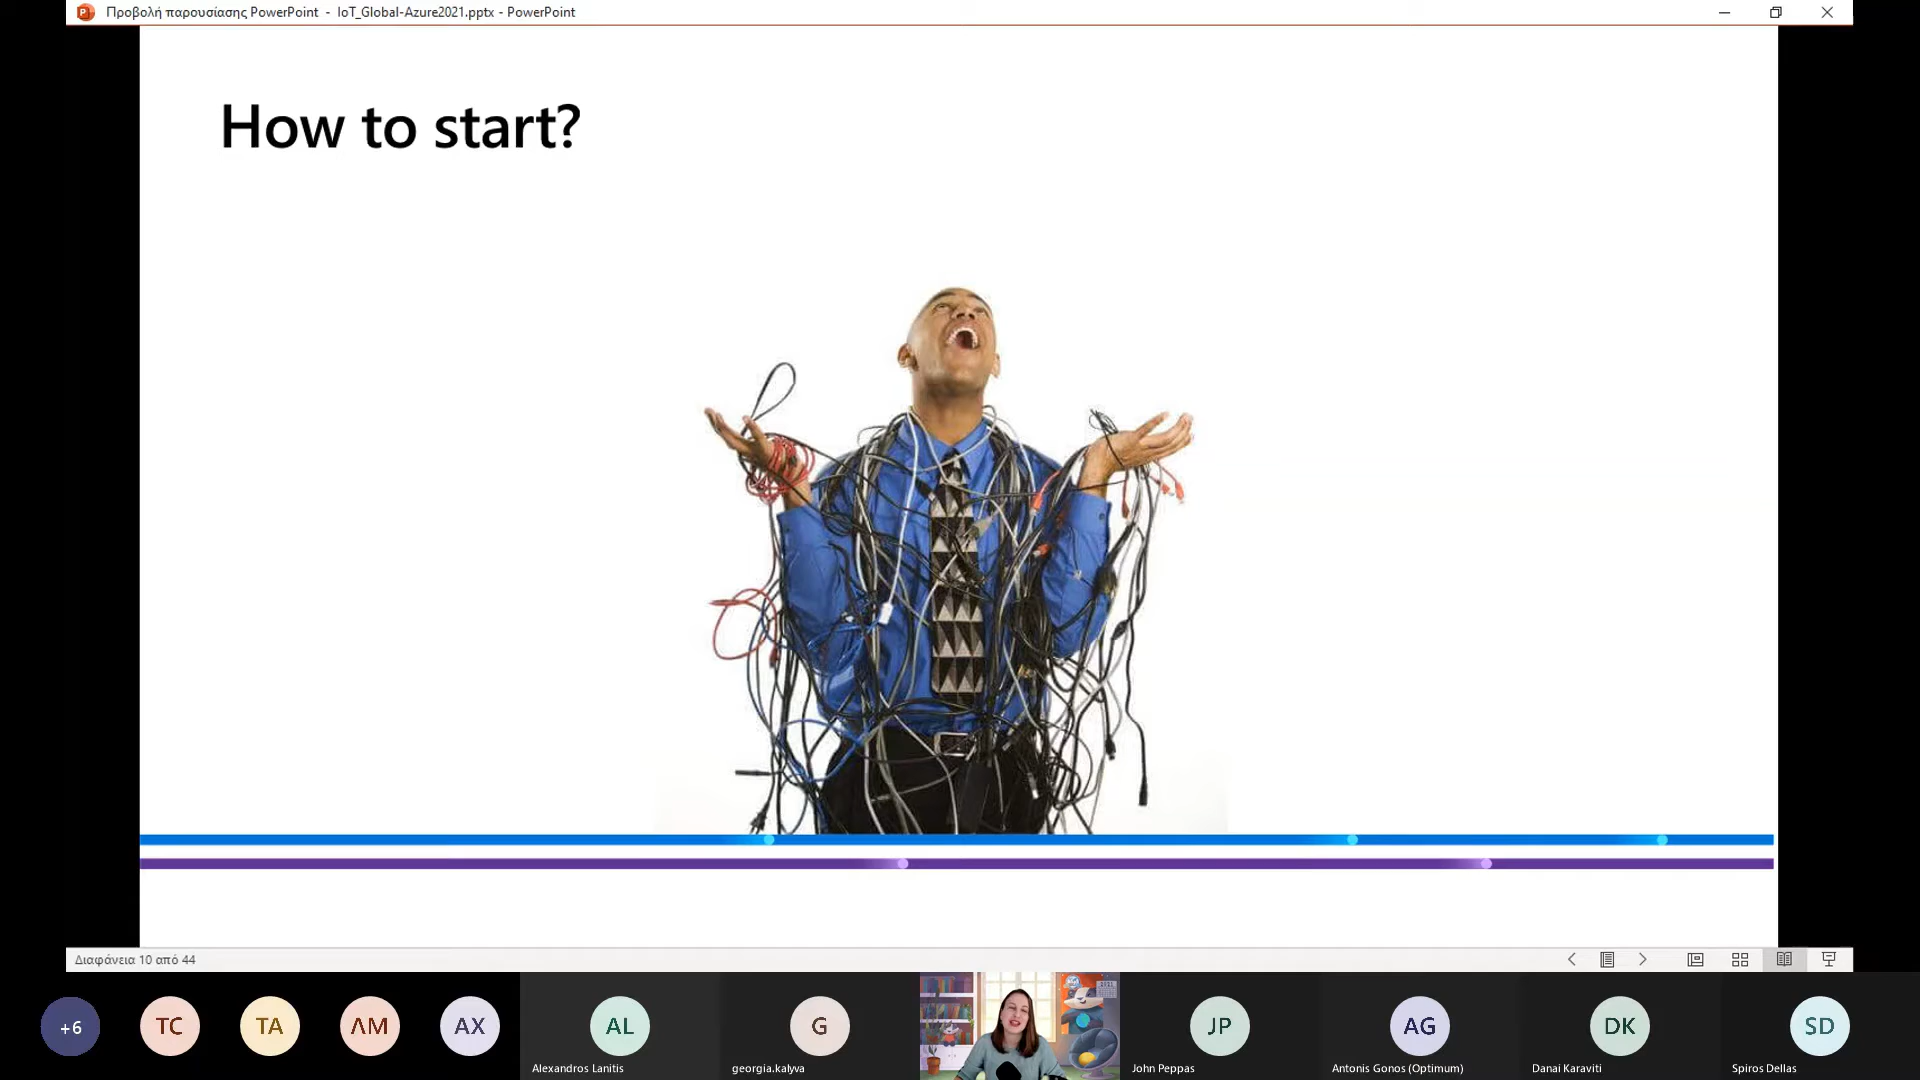 Προβολή παρουσίασης PowerPoint - IoT_Global-Azure2021.pptx - PowerPoint
How to start?
Διαφάνεια 10 από 44
+6
TC
TA
ΛΜ
AX
AL
G
JP
AG
DK
SD
Alexandros Lanitis
georgia.kalyva
John Peppas
Antonis Gonos (Optimum)
Danai Karaviti
Spiros Dellas